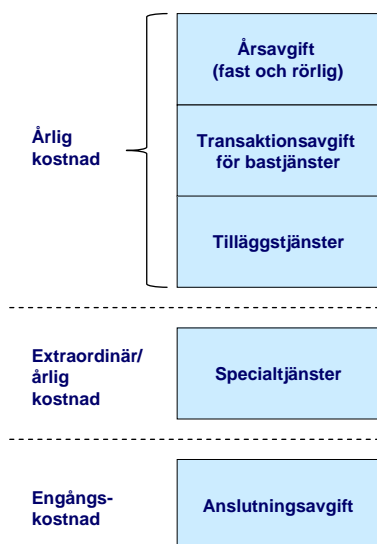 Årsavgift
(fast och rörlig)
Årlig
kostnad
Transaktionsavgift
för bastjänster
Tilläggstjänster
Extraordinär/
årlig
kostnad
Specialtjänster
Engångs-
kostnad
Anslutningsavgift